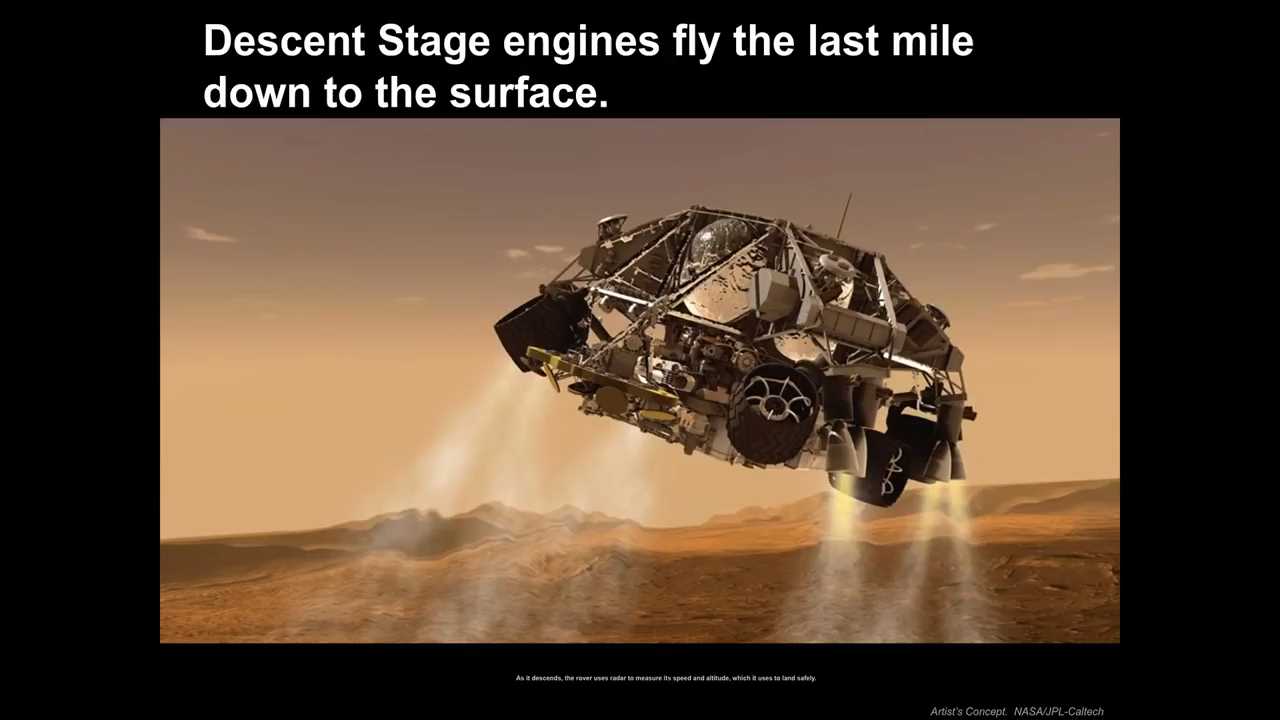 Descent Stage engines fly the last mile
down to the surface.
As it descends, the rover uses radar to measure its speed and altitude, which it uses to land safely.
Artist's Concept.  NASA/JPL-Caltech